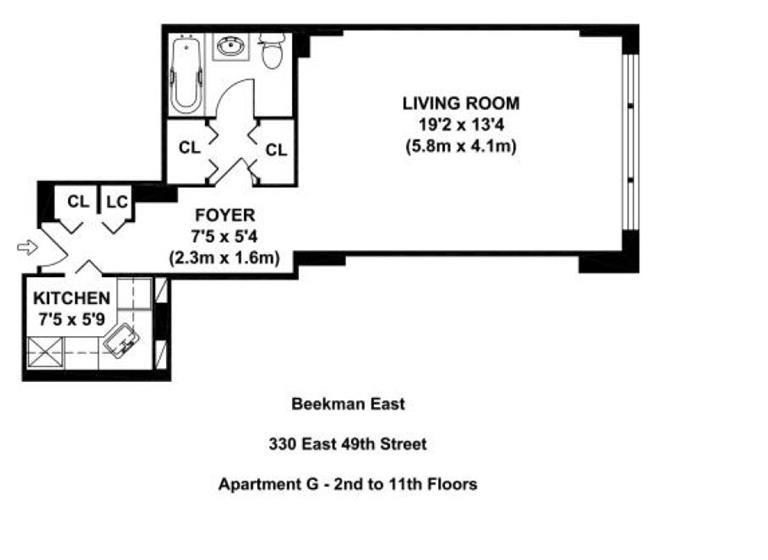 LIVING ROOM
19'2 x 13'4
(5.8m x 4.1m)
CL
CL
CL
LC
FOYER
7'5 x 5'4
(2.3m x 1.6m)
KITCHEN
7'5 x 5'9
Beekman East
330 East 49th Street
Apartment G - 2nd to 11th Floors